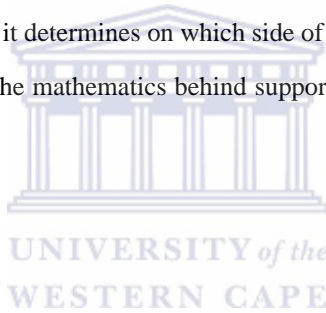 it determines on which side of
he mathematics behind suppor
UNIVERSITY of the
WESTERN CAPE